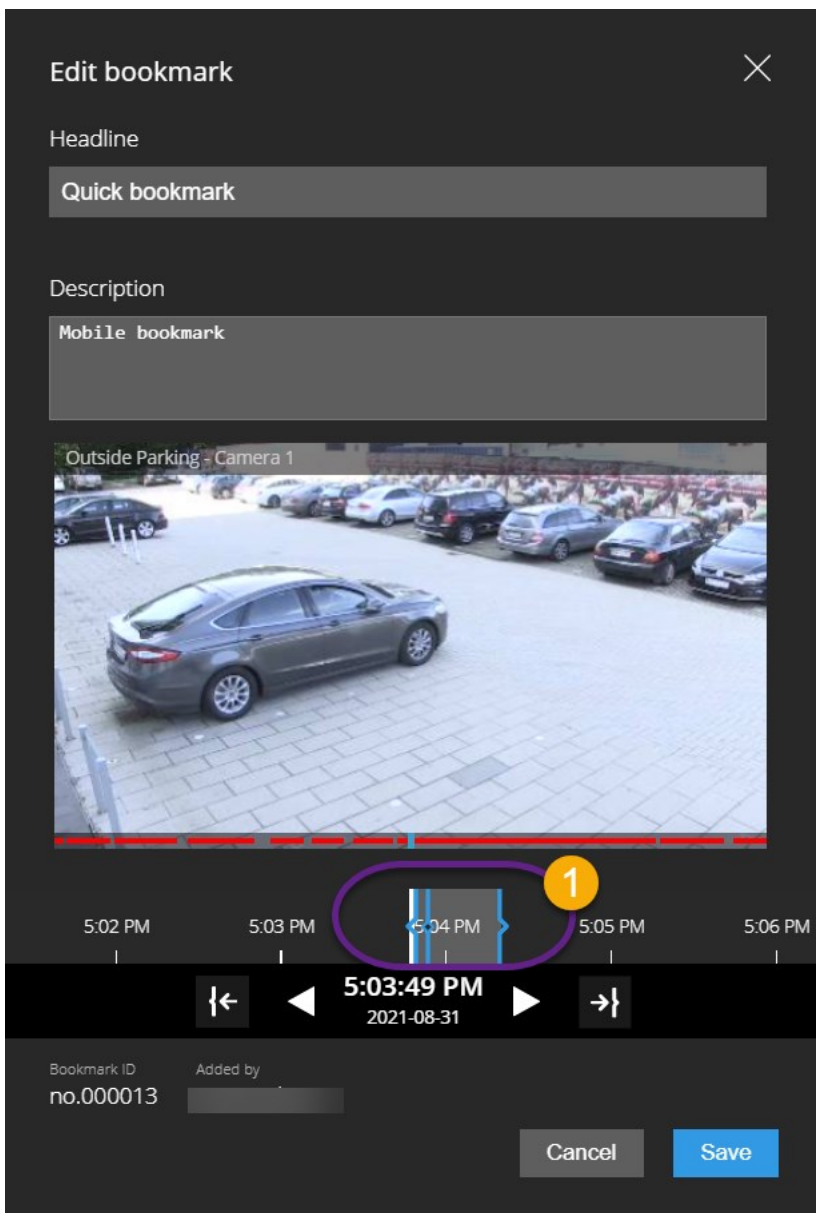 Edit bookmark
Headline
Quick bookmark
Description
Mobile bookmark
Outside Parking - Camera 1
1
5:02 PM 5:03 PM 5:04 PM 5:05 PM 5:06 PM
5:03:49 PM
2021-08-31
Bookmark ID Added by
no.000013
Cancel Save